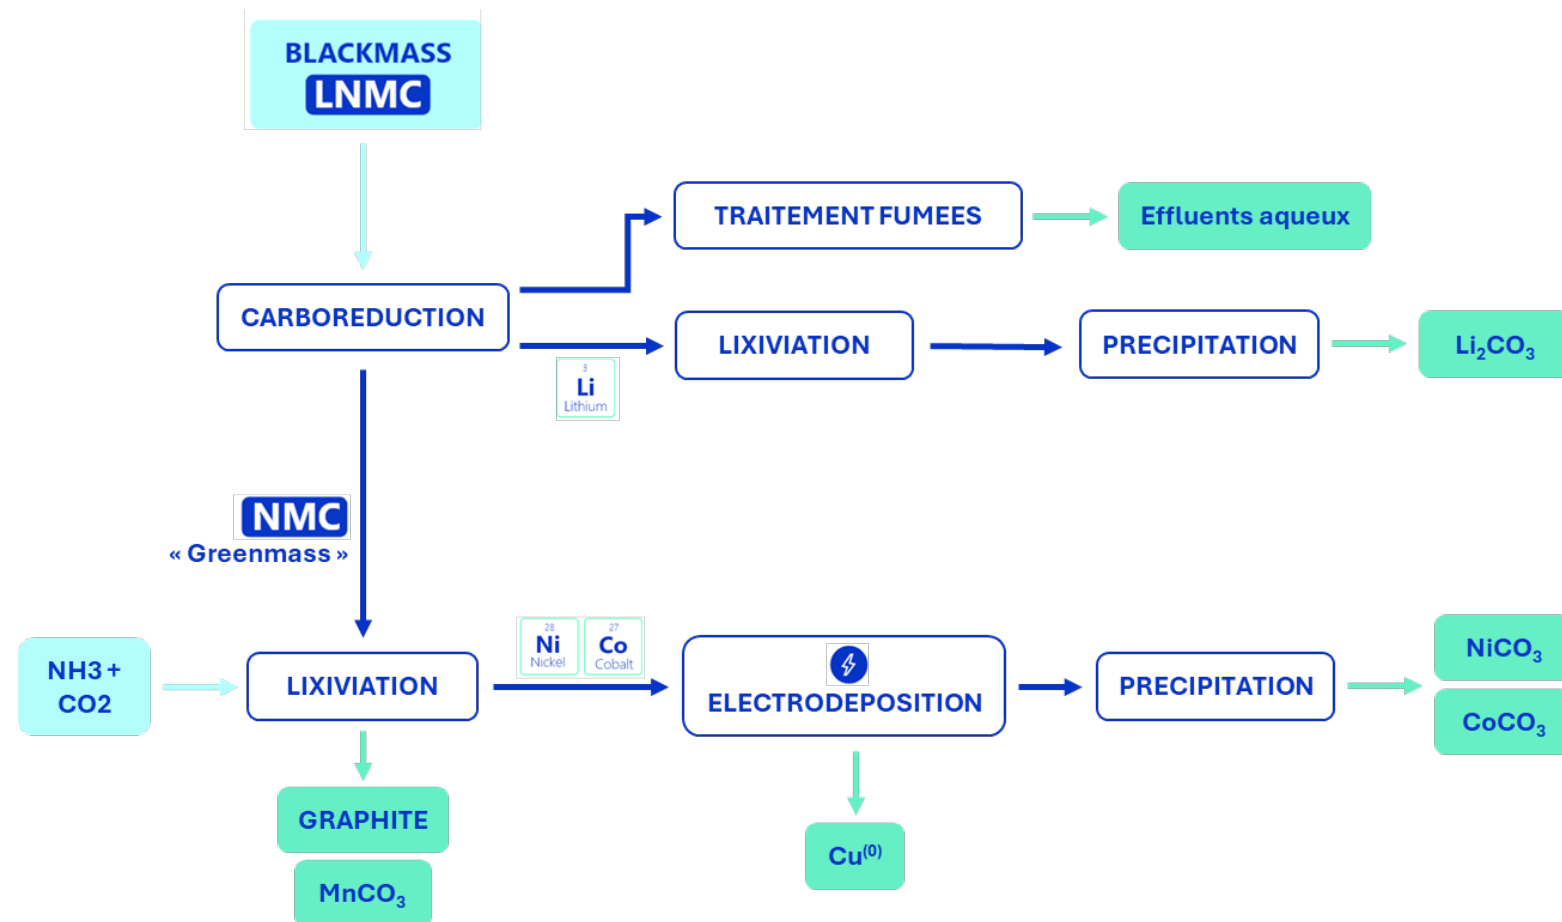 BLACKMASS
LNMC
TRAITEMENT FUMEES
Effluents aqueux
CARBOREDUCTION
LIXIVIATION
PRECIPITATION
Li₂CO₃
3
Li
Lithium
NMC
« Greenmass »
NH3 +
CO2
LIXIVIATION
28
Ni
Nickel
27
Co
Cobalt
ELECTRODEPOSITION
PRECIPITATION
NiCO₃
CoCO₃
GRAPHITE
MnCO₃
Cu⁽⁰⁾